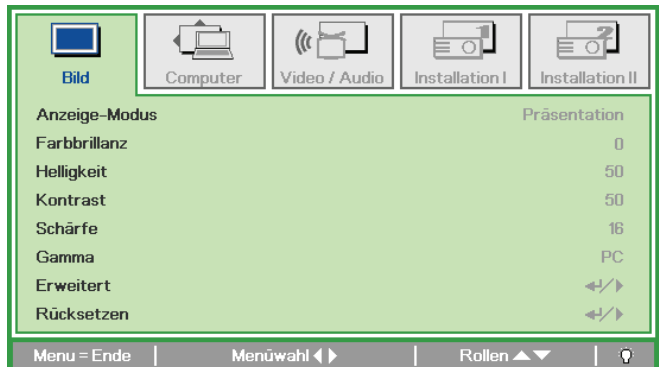 Bild Computer Video / Audio Installation I Installation II
Anzeige-Modus Präsentation
Farbbrillanz 0
Helligkeit 50
Kontrast 50
Schärfe 16
Gamma PC
Erweitert
Rücksetzen
Menu = Ende Menüwahl Rollen